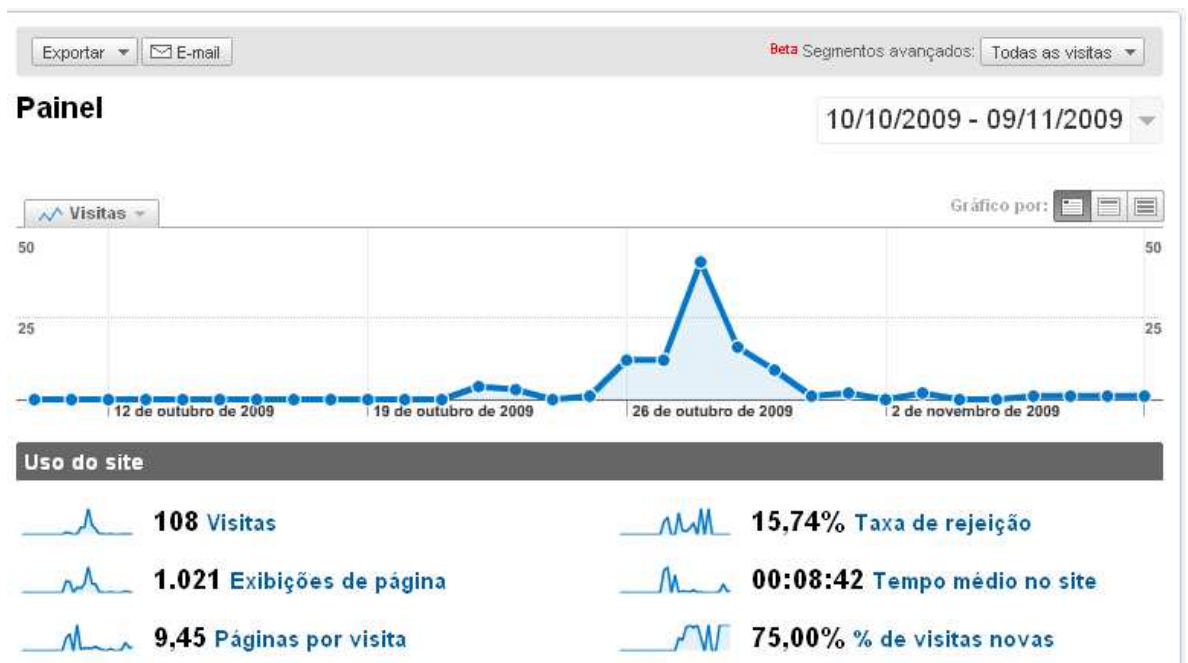 Exportar E-mail Beta Segmentos avançados: Todas as visitas
Painel 10/10/2009 - 09/11/2009
Visitas Gráfico por:
50 50
25 25
12 de outubro de 2009 19 de outubro de 2009 26 de outubro de 2009 2 de novembro de 2009
Uso do site
108 Visitas 15,74% Taxa de rejeição
1.021 Exibições de página 00:08:42 Tempo médio no site
9,45 Páginas por visita 75,00% % de visitas novas